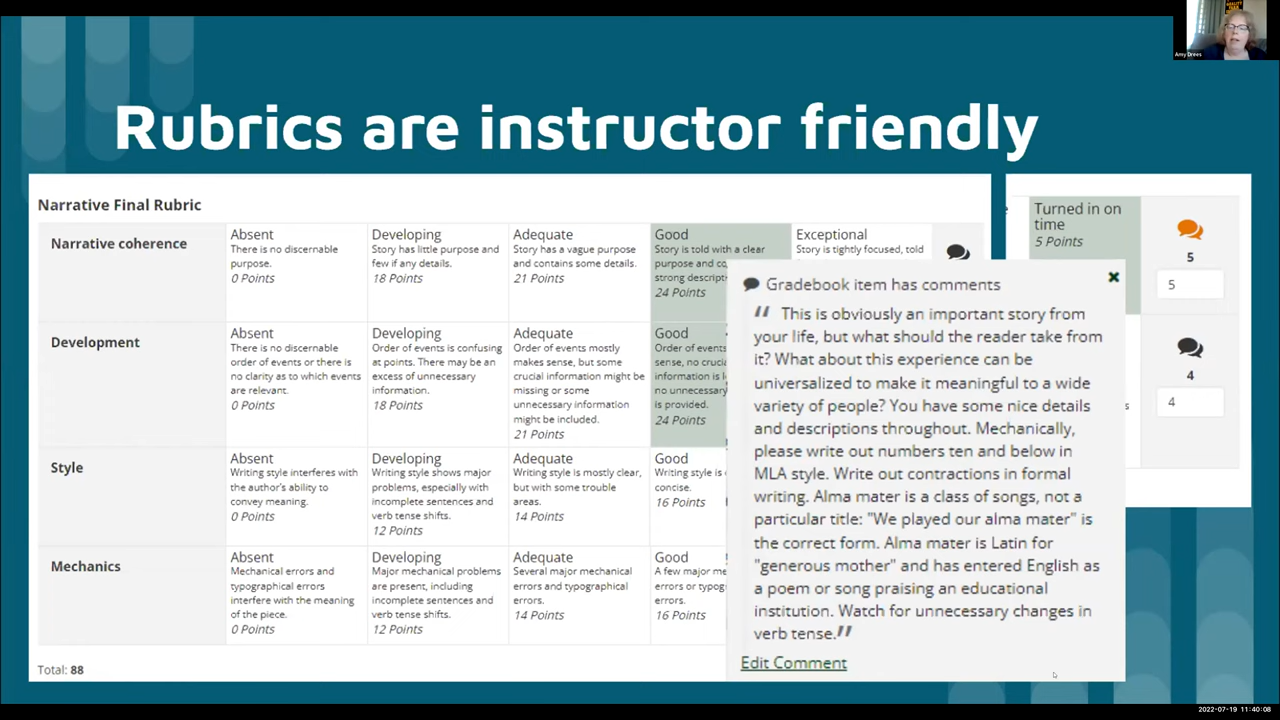 Amy Drees
Rubrics are instructor friendly
Narrative Final Rubric
Narrative coherence
Absent
There is no discernable
purpose.
0 Points
Developing
Story has little purpose and
few if any details.
18 Points
Adequate
Story has a vague purpose
and contains some details.
21 Points
Good
Story is told with a clear
purpose and
strong
24 Points
Exceptional
Story is tightly focused, told
Development
Absent
There is no discernable
order of events or there is
no clarity as to which events
are relevant.
0 Points
Developing
Order of events is confusing
at points. There may be an
excess of unnecessary
information.
18 Points
Adequate
Order of events mostly
makes sense, but some
crucial information might be
missing or some
unnecessary information
might be included.
21 Points
Good
Order of events
sense, no
information is
no unnecessary
is provided.
24 Points
Style
Absent
Writing style interferes with
the author's ability to
convey meaning.
0 Points
Developing
Writing style shows major
problems, especially with
incomplete sentences and
verb tense shifts.
12 Points
Adequate
Writing style is mostly clear,
but with some trouble
areas.
14 Points
Good
Writing style is
concise.
16 Points
Mechanics
Absent
Mechanical errors and
typographical errors
interfere with the meaning
of the piece.
0 Points
Developing
Major mechanical problems
are present, including
incomplete sentences and
verb tense shifts.
12 Points
Adequate
Several major mechanical
errors and typographical
errors.
14 Points
Good
A few major
errors or
errors.
16 Points
Total: 88
Gradebook item has comments
“ This is obviously an important story from
your life, but what should the reader take from
it? What about this experience can be
universalized to make it meaningful to a wide
variety of people? You have some nice details
and descriptions throughout. Mechanically,
please write out numbers ten and below in
MLA style. Write out contractions in formal
writing. Alma mater is a class of songs, not a
particular title: "We played our alma mater" is
the correct form. Alma mater is Latin for
"generous mother" and has entered English as
a poem or song praising an educational
institution. Watch for unnecessary changes in
verb tense.”
Edit Comment
Turned in on
time
5 Points
5
5
4
4
2022-07-19 11:40:08